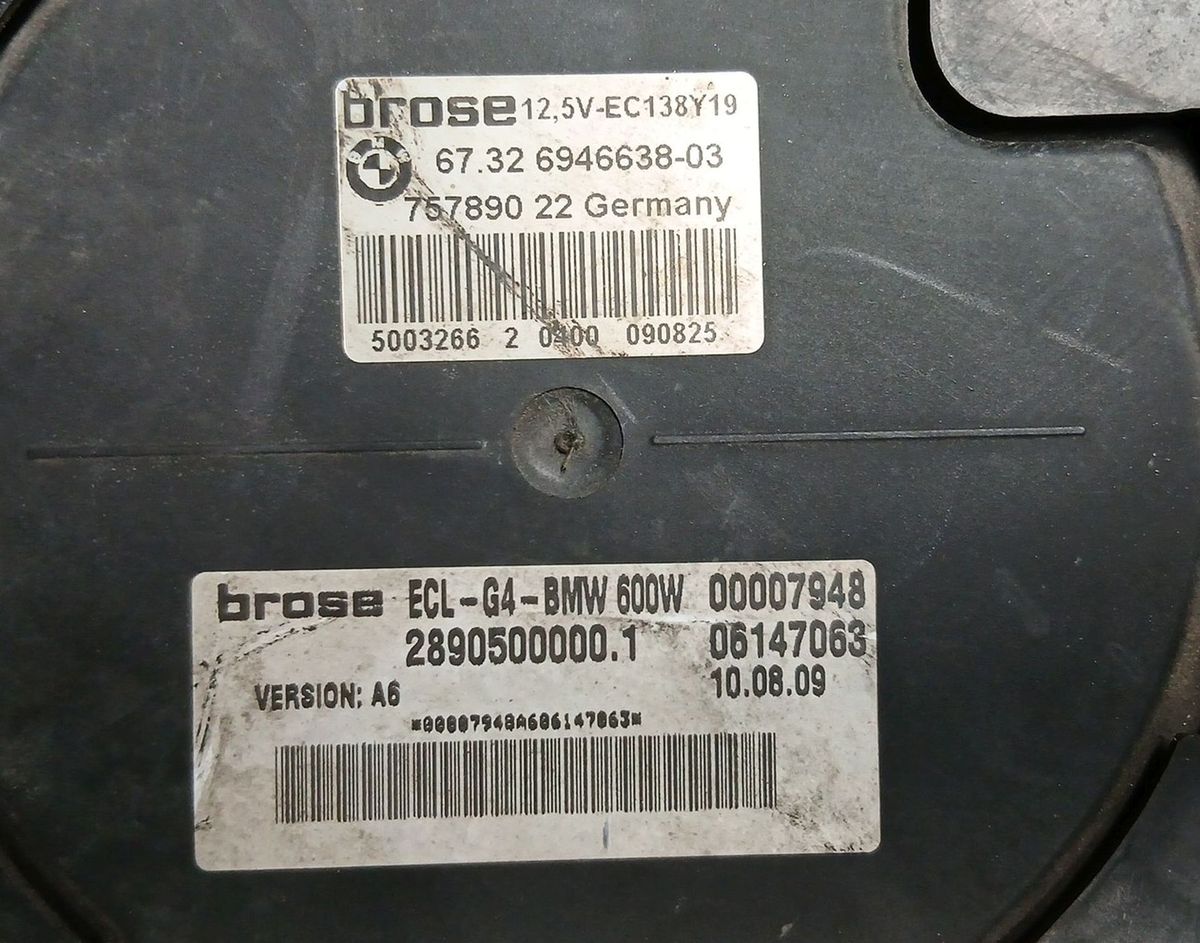 brose 12,5V-EC138Y19
BMW
67.32 6946638-03
757890 22 Germany
5003266 2 0400 090825
brose ECL-G4-BMW 600W 00007948
2890500000.1 06147063
VERSION: A6 10.08.09
*00007948A606147063*